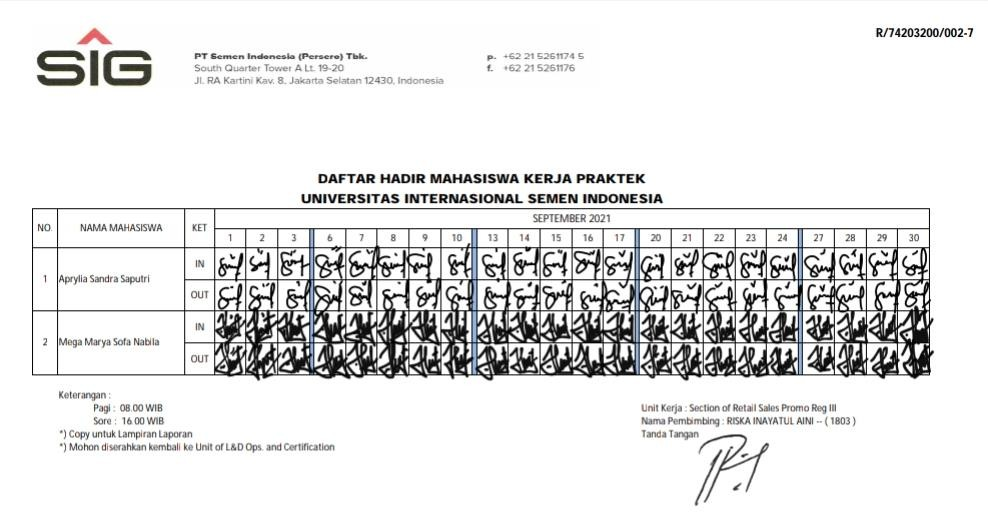 R/74203200/002-7
SIG
PT Semen Indonesia (Persero) Tbk.
South Quarter Tower A Lt. 19-20
Jl. RA Kartini Kav. 8, Jakarta Selatan 12430, Indonesia
p. +62 21 5261174 5
f. +62 21 5261176
DAFTAR HADIR MAHASISWA KERJA PRAKTEK
UNIVERSITAS INTERNASIONAL SEMEN INDONESIA
NO. NAMA MAHASISWA KET SEPTEMBER 2021
1 2 3 6 7 8 9 10 13 14 15 16 17 20 21 22 23 24 27 28 29 30
1 Aprylia Sandra Saputri IN
OUT
2 Mega Marya Sofa Nabila IN
OUT
Keterangan :
Pagi : 08.00 WIB
Sore : 16.00 WIB
*) Copy untuk Lampiran Laporan
*) Mohon diserahkan kembali ke Unit of L&D Ops. and Certification
Unit Kerja : Section of Retail Sales Promo Reg III
Nama Pembimbing : RISKA INAYATUL AINI -- ( 1803 )
Tanda Tangan